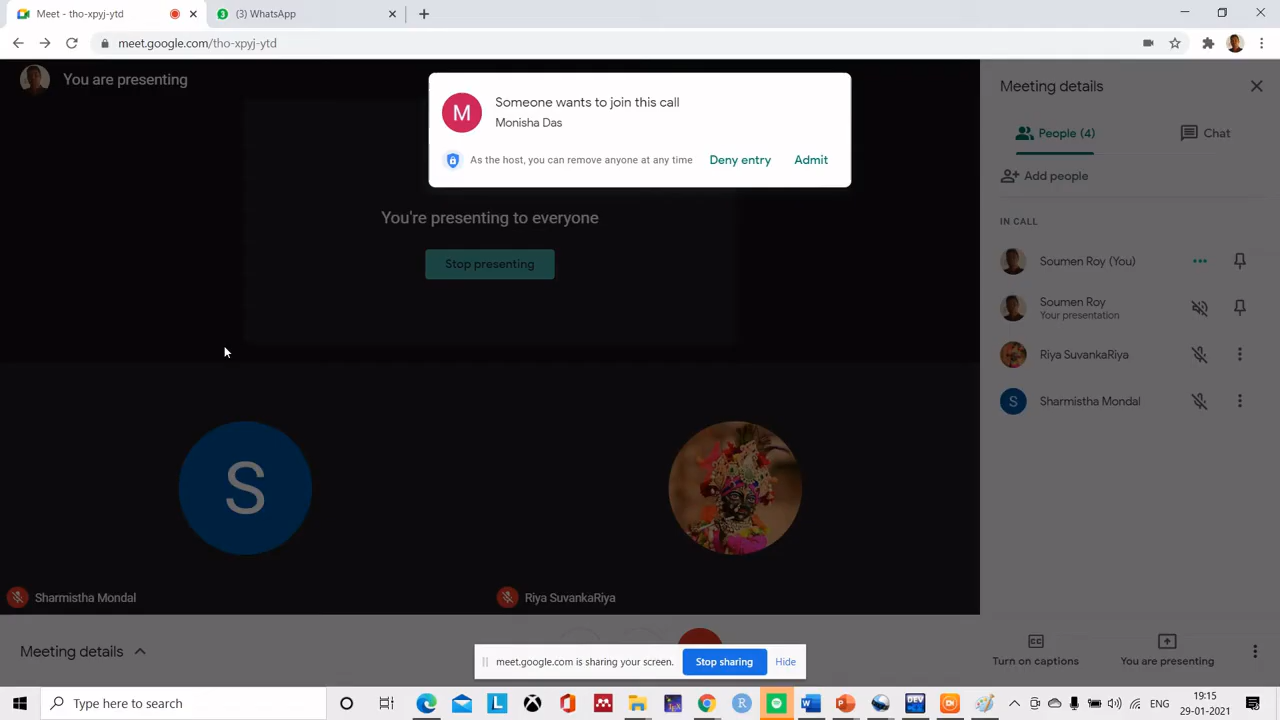 Meet - tho-xpyj-ytd
(3) WhatsApp
meet.google.com/tho-xpyj-ytd
You are presenting
M
Someone wants to join this call
Monisha Das
As the host, you can remove anyone at any time
Deny entry
Admit
You're presenting to everyone
Stop presenting
S
Sharmistha Mondal
Riya SuvankaRiya
Meeting details
People (4)
Chat
Add people
IN CALL
Soumen Roy (You)
Soumen Roy
Your presentation
Riya SuvankaRiya
S
Sharmistha Mondal
Meeting details
meet.google.com is sharing your screen.
Stop sharing
Hide
Turn on captions
You are presenting
Type here to search
19:15
29-01-2021